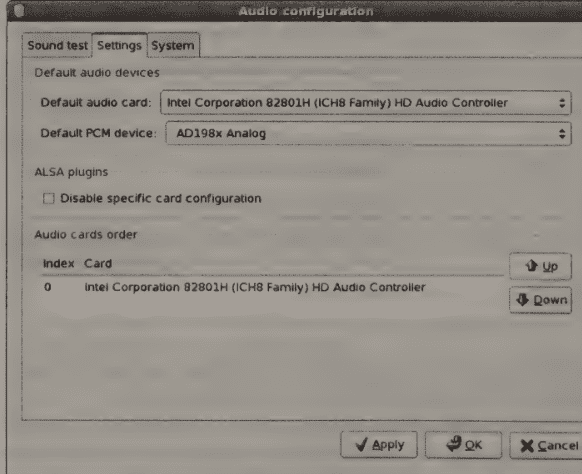 Audio configuration
Sound test Settings System
Default audio devices
Default audio card: Intel Corporation 82801H (ICH8 Family) HD Audio Controller
Default PCM device: AD198x Analog
ALSA plugins
Disable specific card configuration
Audio cards order
Index Card
Up
0 Intel Corporation 82801H (ICH8 Family) HD Audio Controller
Down
Apply OK Cancel